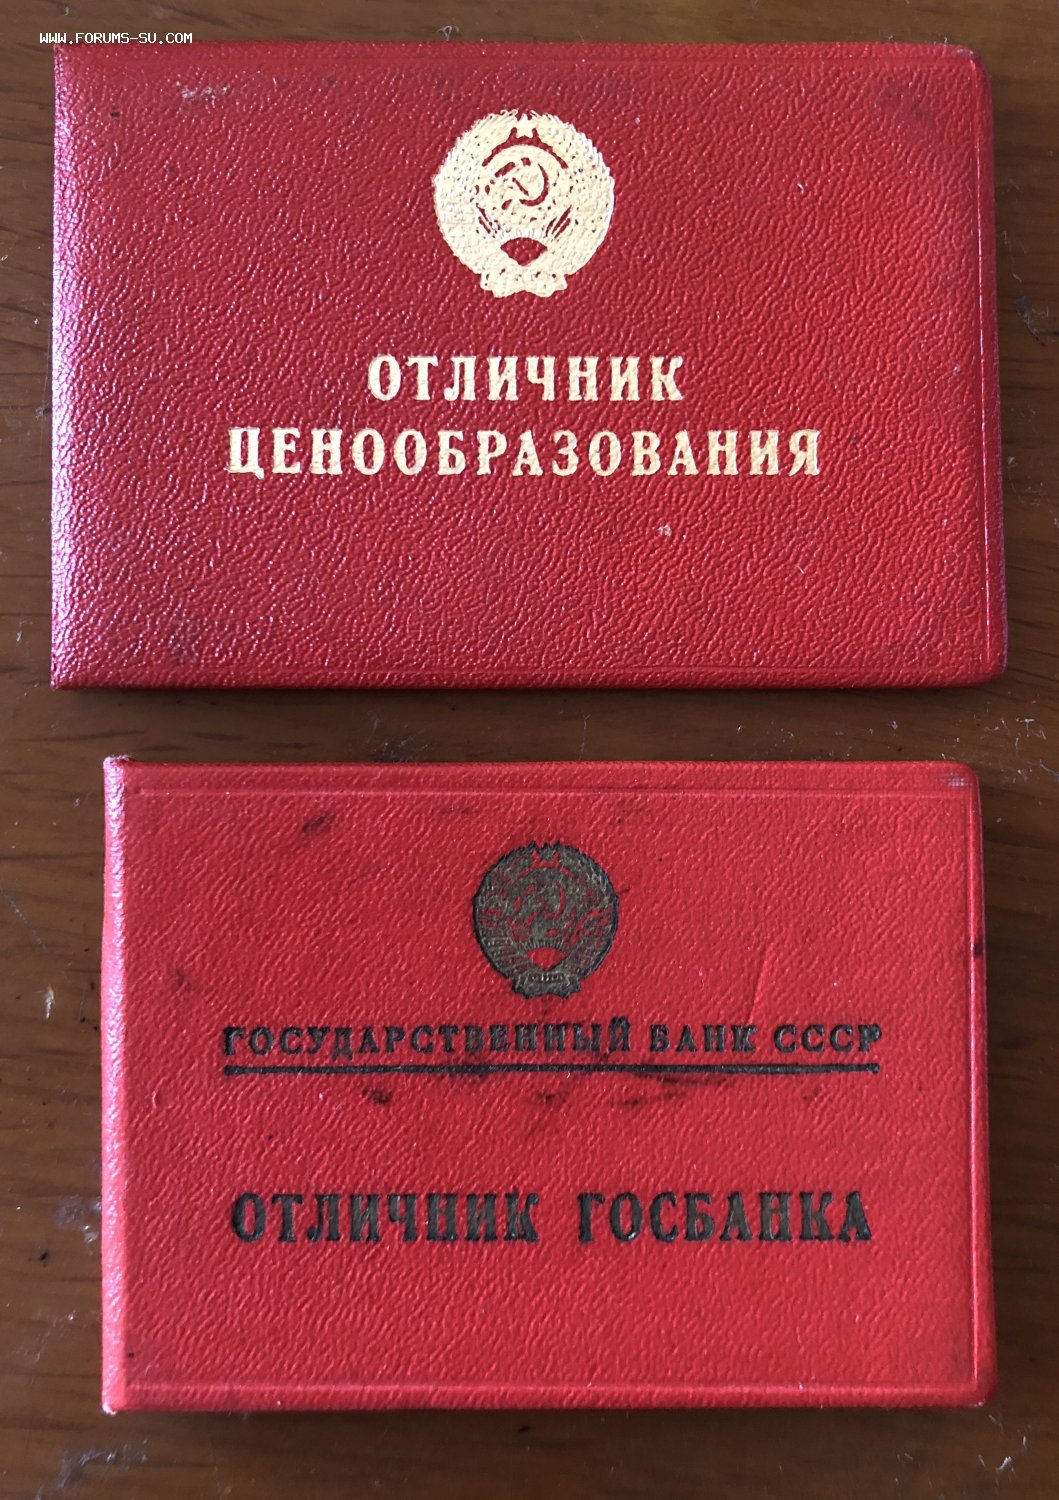 WWW.FORUMS-SU.COM
ОТЛИЧНИК
ЦЕНООБРАЗОВАНИЯ
ГОСУДАРСТВЕННЫЙ БАНК СССР
ОТЛИЧНИК ГОСБАНКА